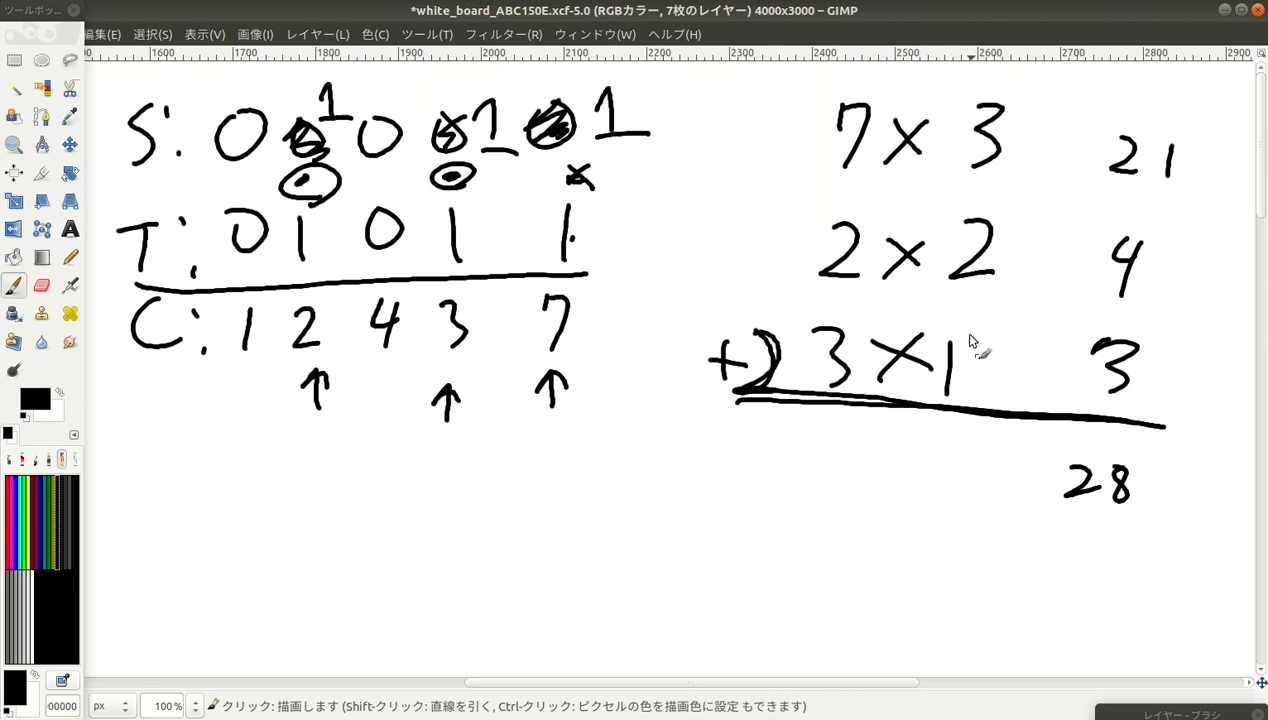 ツールボッ…
*white_board_ABC150E.xcf-5.0 (RGBカラー, 7枚のレイヤー) 4000x3000 – GIMP
編集(E) 選択(S) 表示(V) 画像(I) レイヤー(L) 色(C) ツール(T) フィルター(R) ウィンドウ(W) ヘルプ(H)
1600 1700 1800 1900 2000 2100 2200 2300 2400 2500 2600 2700 2800 2900
S: 0 1 0 1 1
T: 0 1 0 1 1
C: 1 2 4 3 7
7 × 3 21
2 × 2 4
+) 3 × 1 3
28
00000 px 100% クリック: 描画します (Shift-クリック: 直線を引く, Ctrl-クリック: ピクセルの色を描画色に設定 もできます)
レイヤー - ブラシ